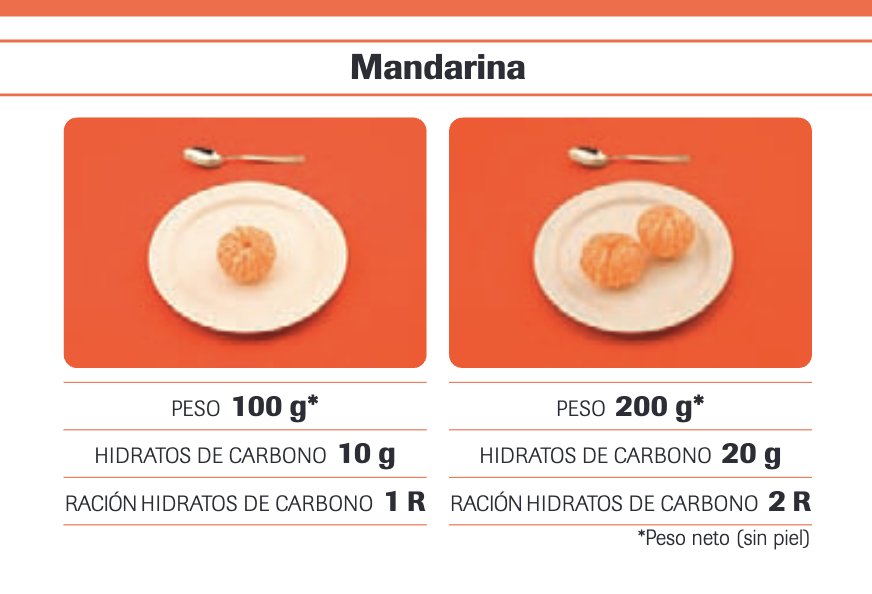 Mandarina
PESO 100 g*
HIDRATOS DE CARBONO 10 g
RACIÓN HIDRATOS DE CARBONO 1 R
PESO 200 g*
HIDRATOS DE CARBONO 20 g
RACIÓN HIDRATOS DE CARBONO 2 R
*Peso neto (sin piel)